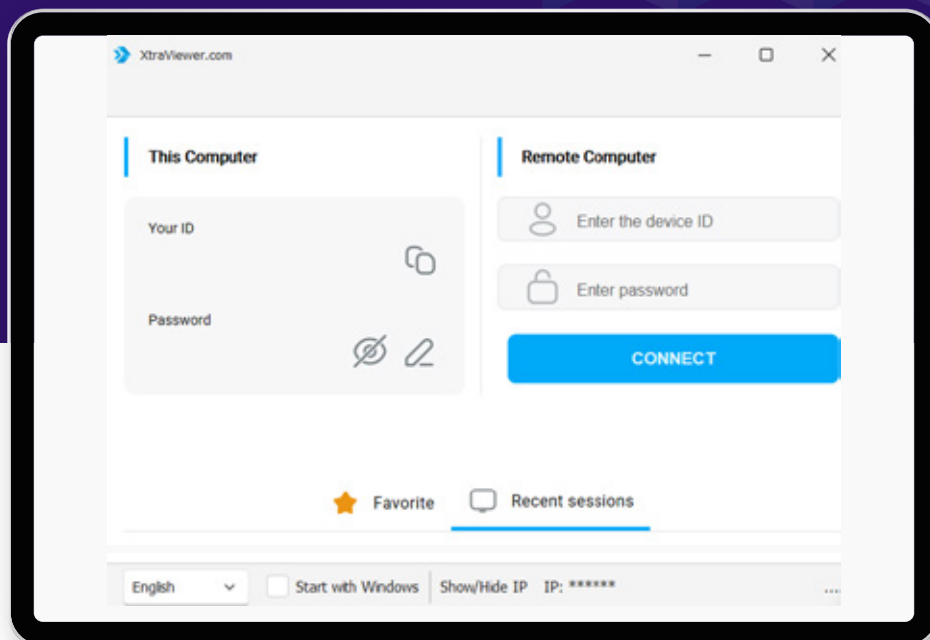 XtraViewer.com
This Computer
Your ID
Password
Remote Computer
Enter the device ID
Enter password
CONNECT
Favorite
Recent sessions
English
Start with Windows
Show/Hide IP
IP: ******
....